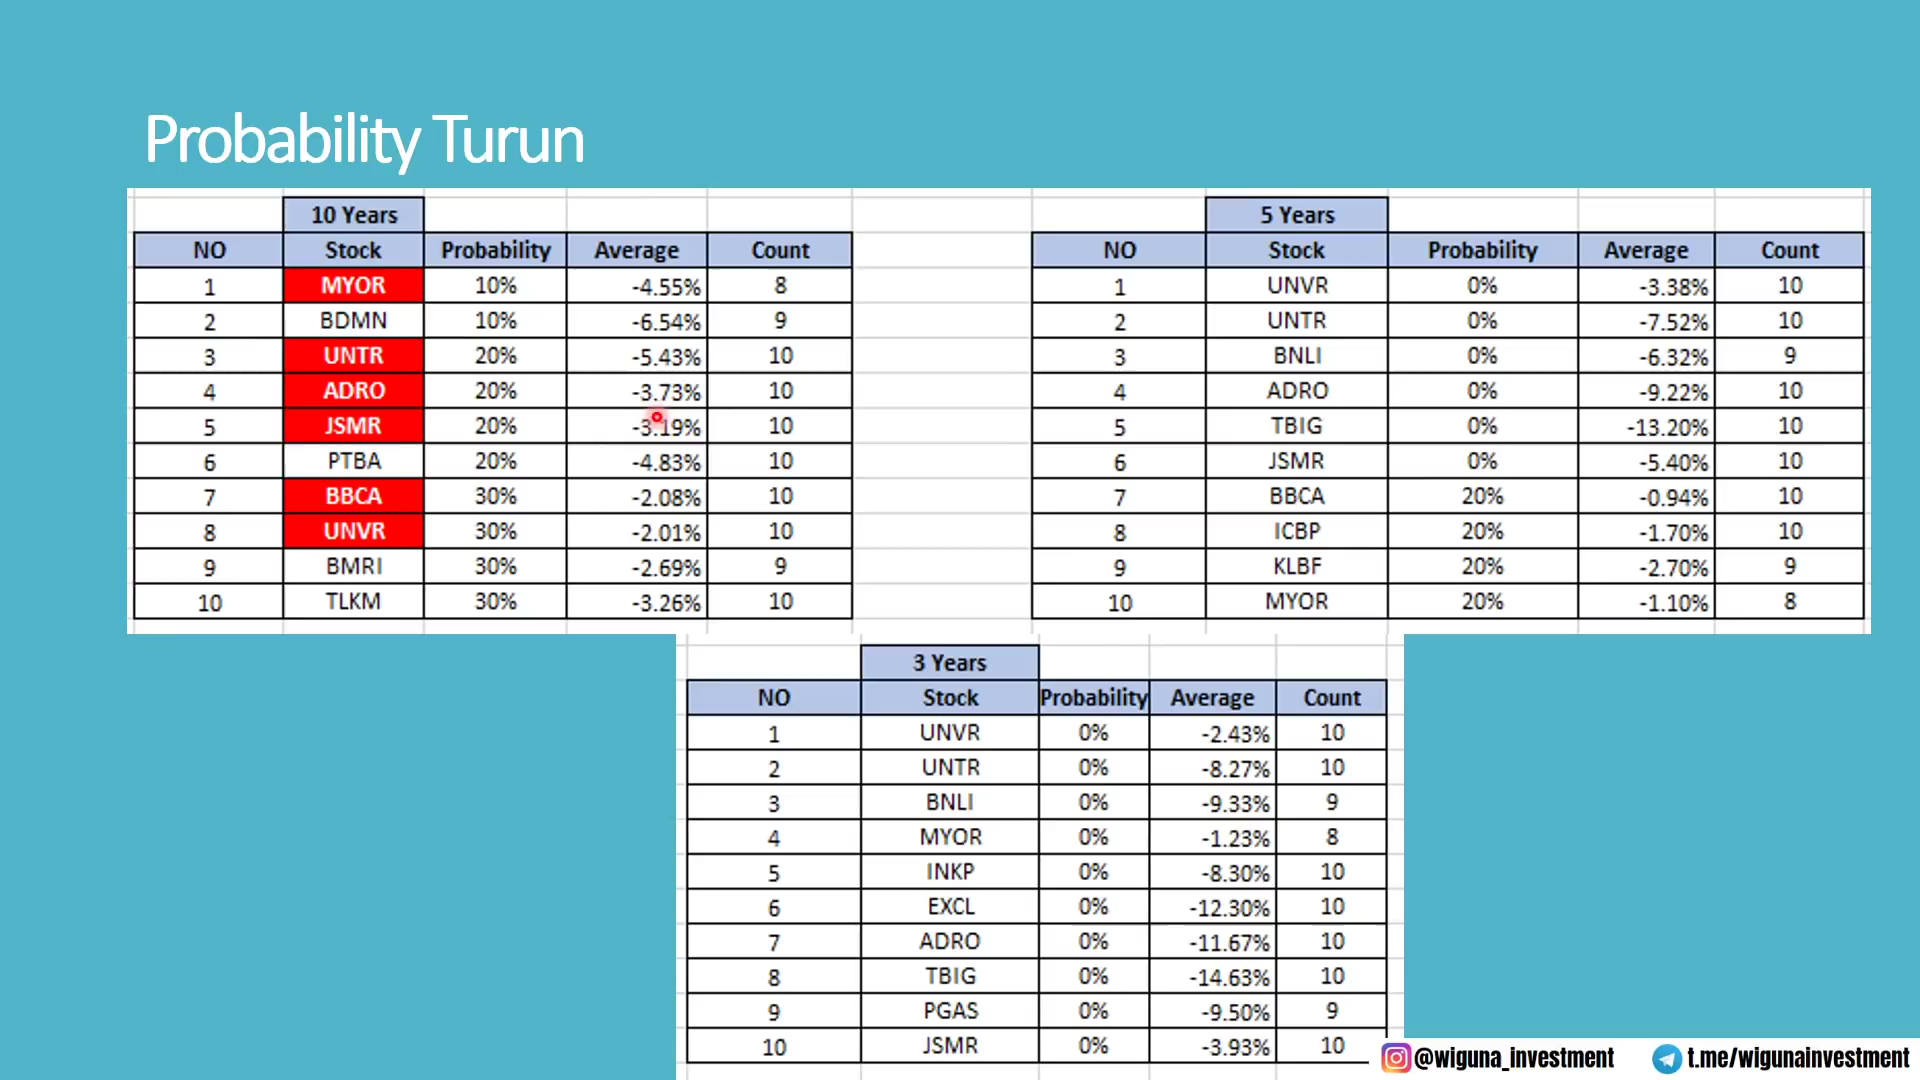 Probability Turun
10 Years
NO Stock Probability Average Count
1 MYOR 10% -4.55% 8
2 BDMN 10% -6.54% 9
3 UNTR 20% -5.43% 10
4 ADRO 20% -3.73% 10
5 JSMR 20% -3.19% 10
6 PTBA 20% -4.83% 10
7 BBCA 30% -2.08% 10
8 UNVR 30% -2.01% 10
9 BMRI 30% -2.69% 9
10 TLKM 30% -3.26% 10
5 Years
NO Stock Probability Average Count
1 UNVR 0% -3.38% 10
2 UNTR 0% -7.52% 10
3 BNLI 0% -6.32% 9
4 ADRO 0% -9.22% 10
5 TBIG 0% -13.20% 10
6 JSMR 0% -5.40% 10
7 BBCA 20% -0.94% 10
8 ICBP 20% -1.70% 10
9 KLBF 20% -2.70% 9
10 MYOR 20% -1.10% 8
3 Years
NO Stock Probability Average Count
1 UNVR 0% -2.43% 10
2 UNTR 0% -8.27% 10
3 BNLI 0% -9.33% 9
4 MYOR 0% -1.23% 8
5 INKP 0% -8.30% 10
6 EXCL 0% -12.30% 10
7 ADRO 0% -11.67% 10
8 TBIG 0% -14.63% 10
9 PGAS 0% -9.50% 9
10 JSMR 0% -3.93% 10
@wiguna_investment t.me/wigunainvestment